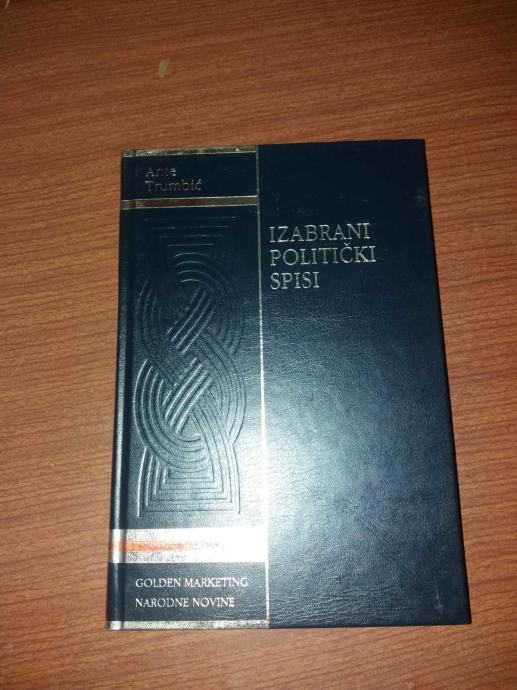 Ante
Trumbić
IZABRANI
POLITIČKI
SPISI
GOLDEN MARKETING
NARODNE NOVINE